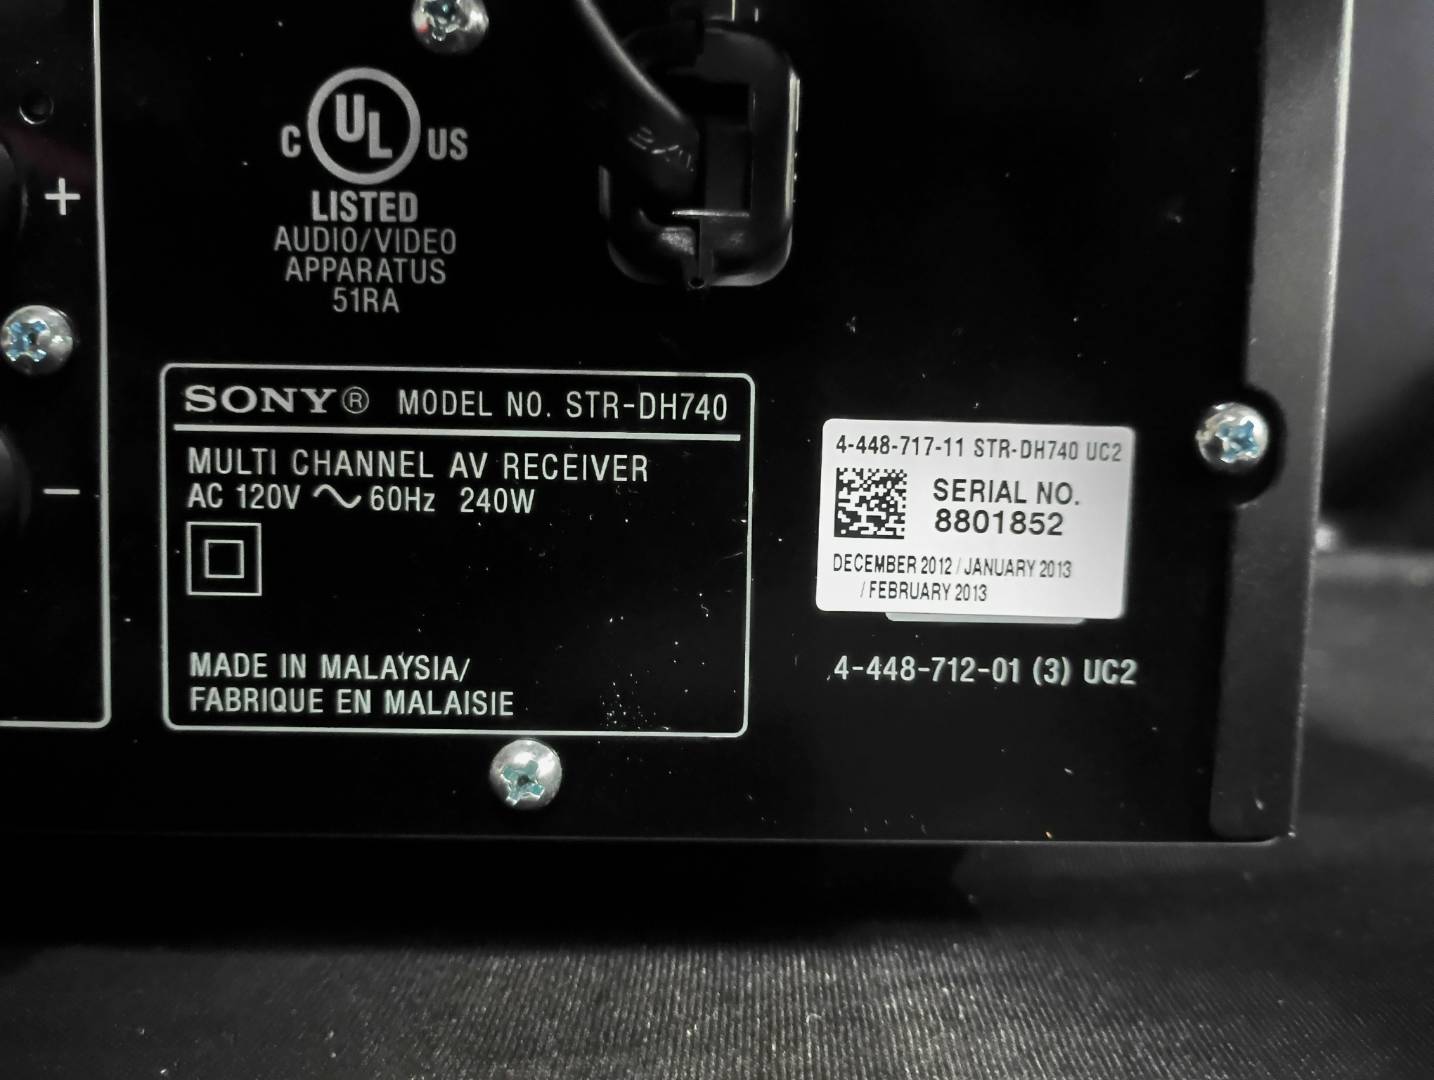 C UL US
LISTED
AUDIO/VIDEO
APPARATUS
51RA
+
−
SONY® MODEL NO. STR-DH740
MULTI CHANNEL AV RECEIVER
AC 120V ~ 60Hz 240W
MADE IN MALAYSIA/
FABRIQUE EN MALAISIE
4-448-717-11 STR-DH740 UC2
SERIAL NO.
8801852
DECEMBER 2012 / JANUARY 2013
/ FEBRUARY 2013
4-448-712-01 (3) UC2